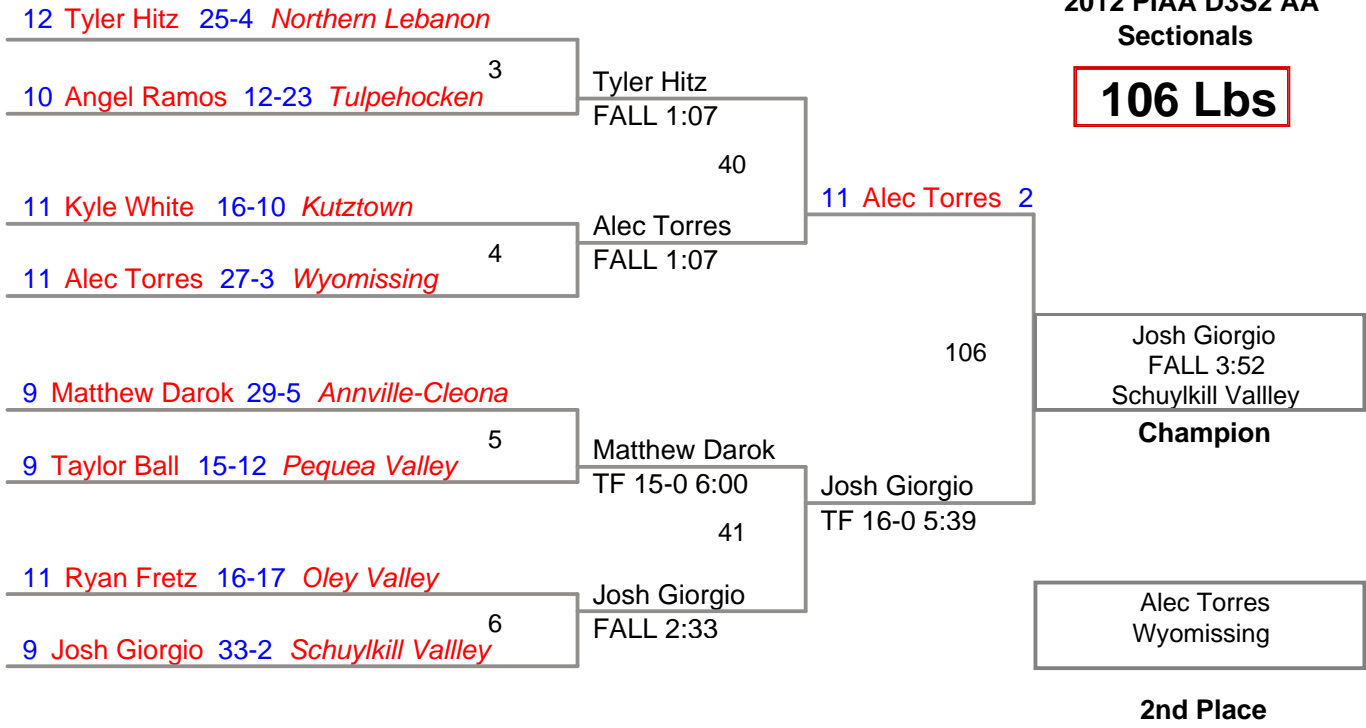 2012 PIAA D3S2 AA
Sectionals
106 Lbs
12 Tyler Hitz 25-4 Northern Lebanon
3
10 Angel Ramos 12-23 Tulpehocken
Tyler Hitz
FALL 1:07
40
11 Kyle White 16-10 Kutztown
4
11 Alec Torres 27-3 Wyomissing
Alec Torres
FALL 1:07
11 Alec Torres 2
106
9 Matthew Darok 29-5 Annville-Cleona
5
9 Taylor Ball 15-12 Pequea Valley
Matthew Darok
TF 15-0 6:00
41
11 Ryan Fretz 16-17 Oley Valley
6
9 Josh Giorgio 33-2 Schuylkill Vallley
Josh Giorgio
FALL 2:33
Josh Giorgio
TF 16-0 5:39
Josh Giorgio
FALL 3:52
Schuylkill Vallley
Champion
Alec Torres
Wyomissing
2nd Place